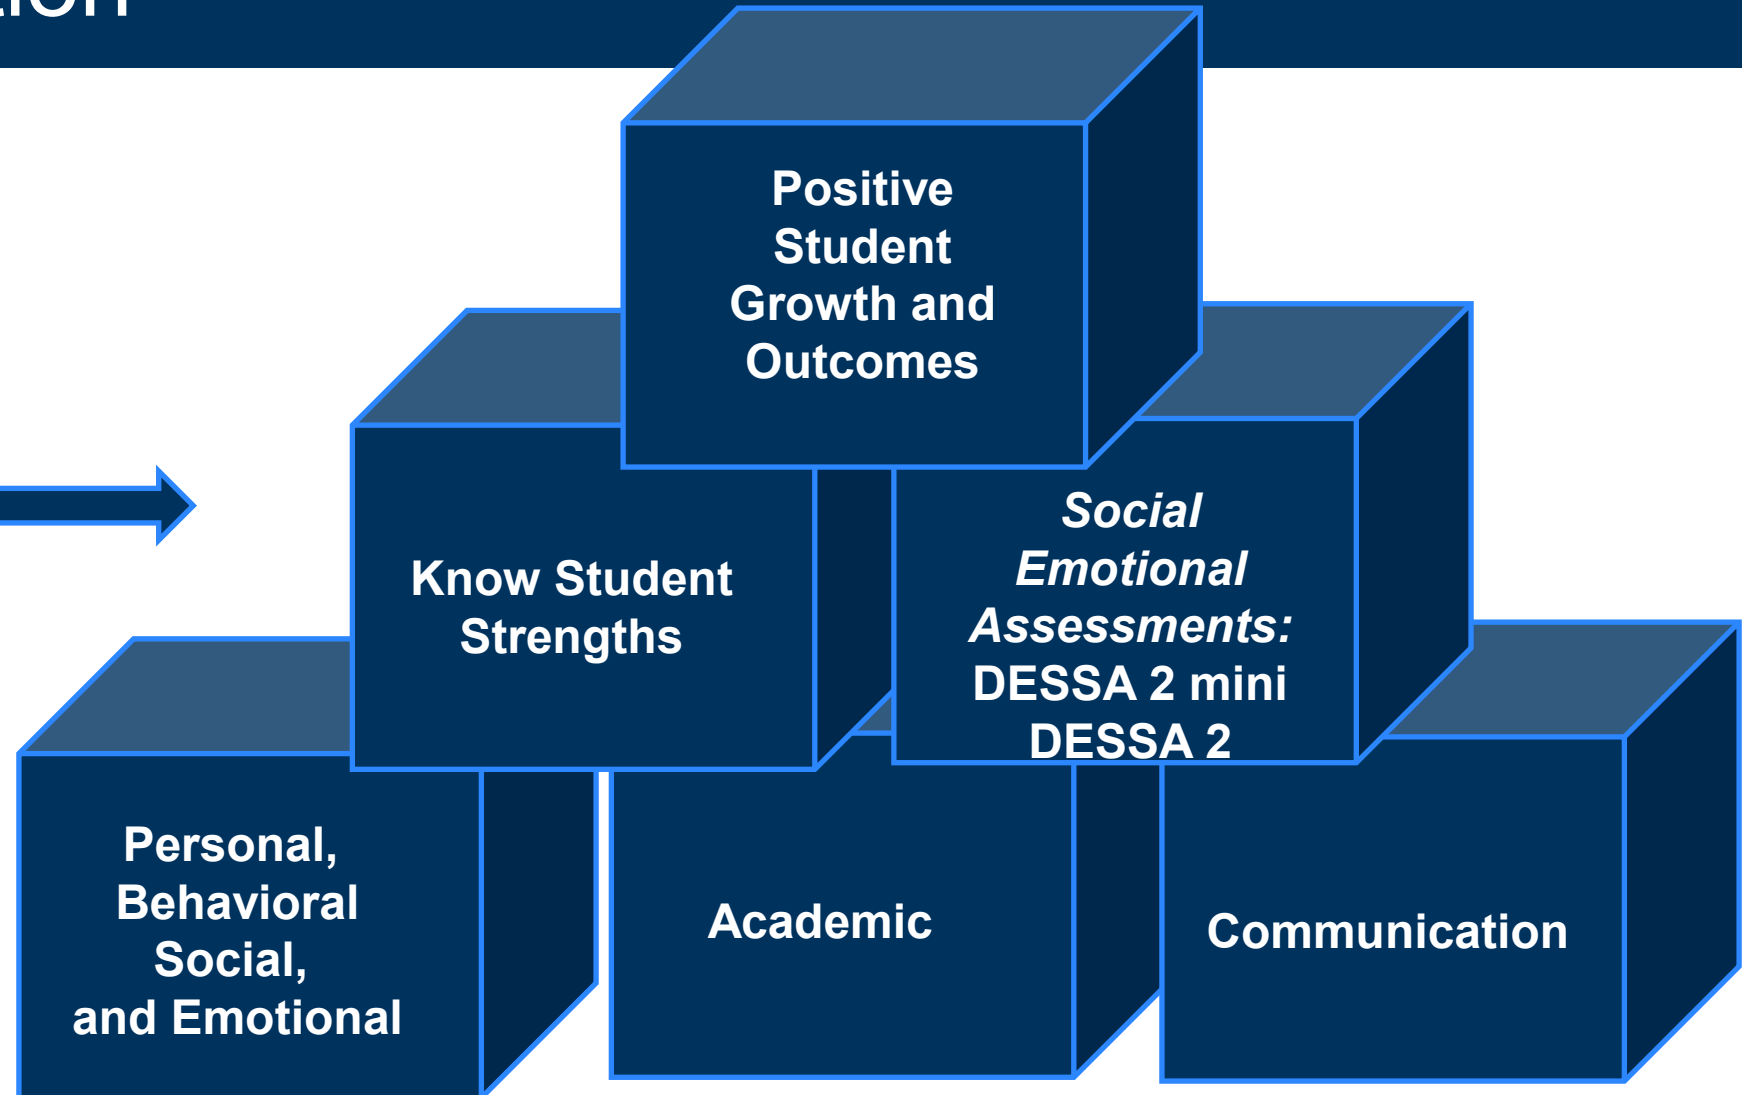 Positive
Student
Growth and
Outcomes
Know Student
Strengths
Social
Emotional
Assessments:
DESSA 2 mini
DESSA 2
Personal,
Behavioral
Social,
and Emotional
Academic
Communication